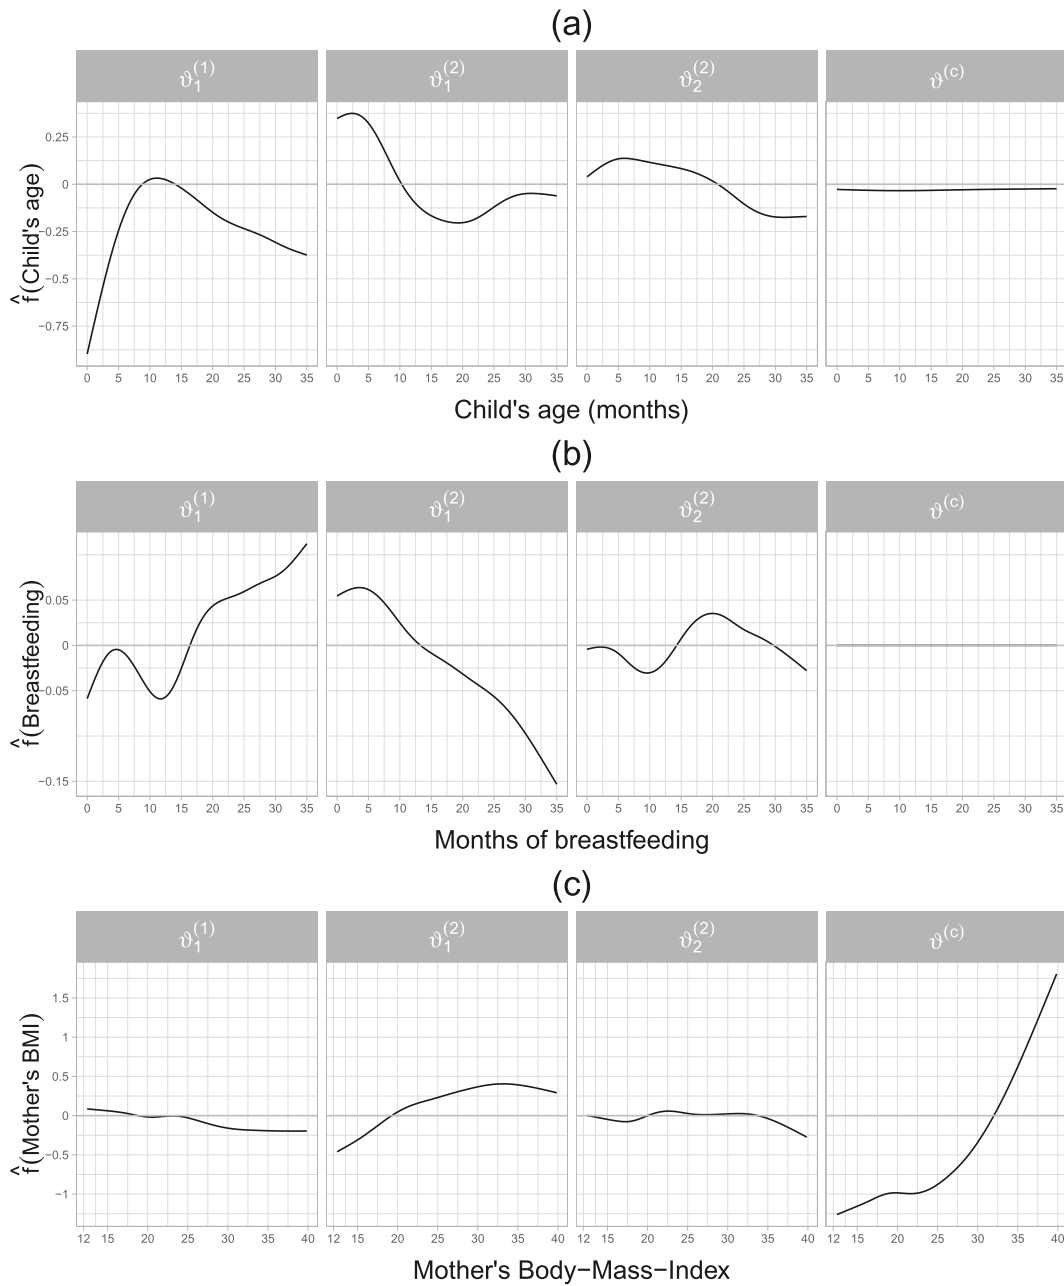 (a)
ϑ₁⁽¹⁾ ϑ₁⁽²⁾ ϑ₂⁽²⁾ ϑ⁽ᶜ⁾
f̂(Child's age)
0.25
0
−0.25
−0.5
−0.75
0 5 10 15 20 25 30 35 0 5 10 15 20 25 30 35 0 5 10 15 20 25 30 35 0 5 10 15 20 25 30 35
Child's age (months)
(b)
ϑ₁⁽¹⁾ ϑ₁⁽²⁾ ϑ₂⁽²⁾ ϑ⁽ᶜ⁾
f̂(Breastfeeding)
0.05
0
−0.05
−0.15
0 5 10 15 20 25 30 35 0 5 10 15 20 25 30 35 0 5 10 15 20 25 30 35 0 5 10 15 20 25 30 35
Months of breastfeeding
(c)
ϑ₁⁽¹⁾ ϑ₁⁽²⁾ ϑ₂⁽²⁾ ϑ⁽ᶜ⁾
f̂(Mother's BMI)
1.5
1
0.5
0
−0.5
−1
12 15 20 25 30 35 40 12 15 20 25 30 35 40 12 15 20 25 30 35 40 12 15 20 25 30 35 40
Mother's Body−Mass−Index